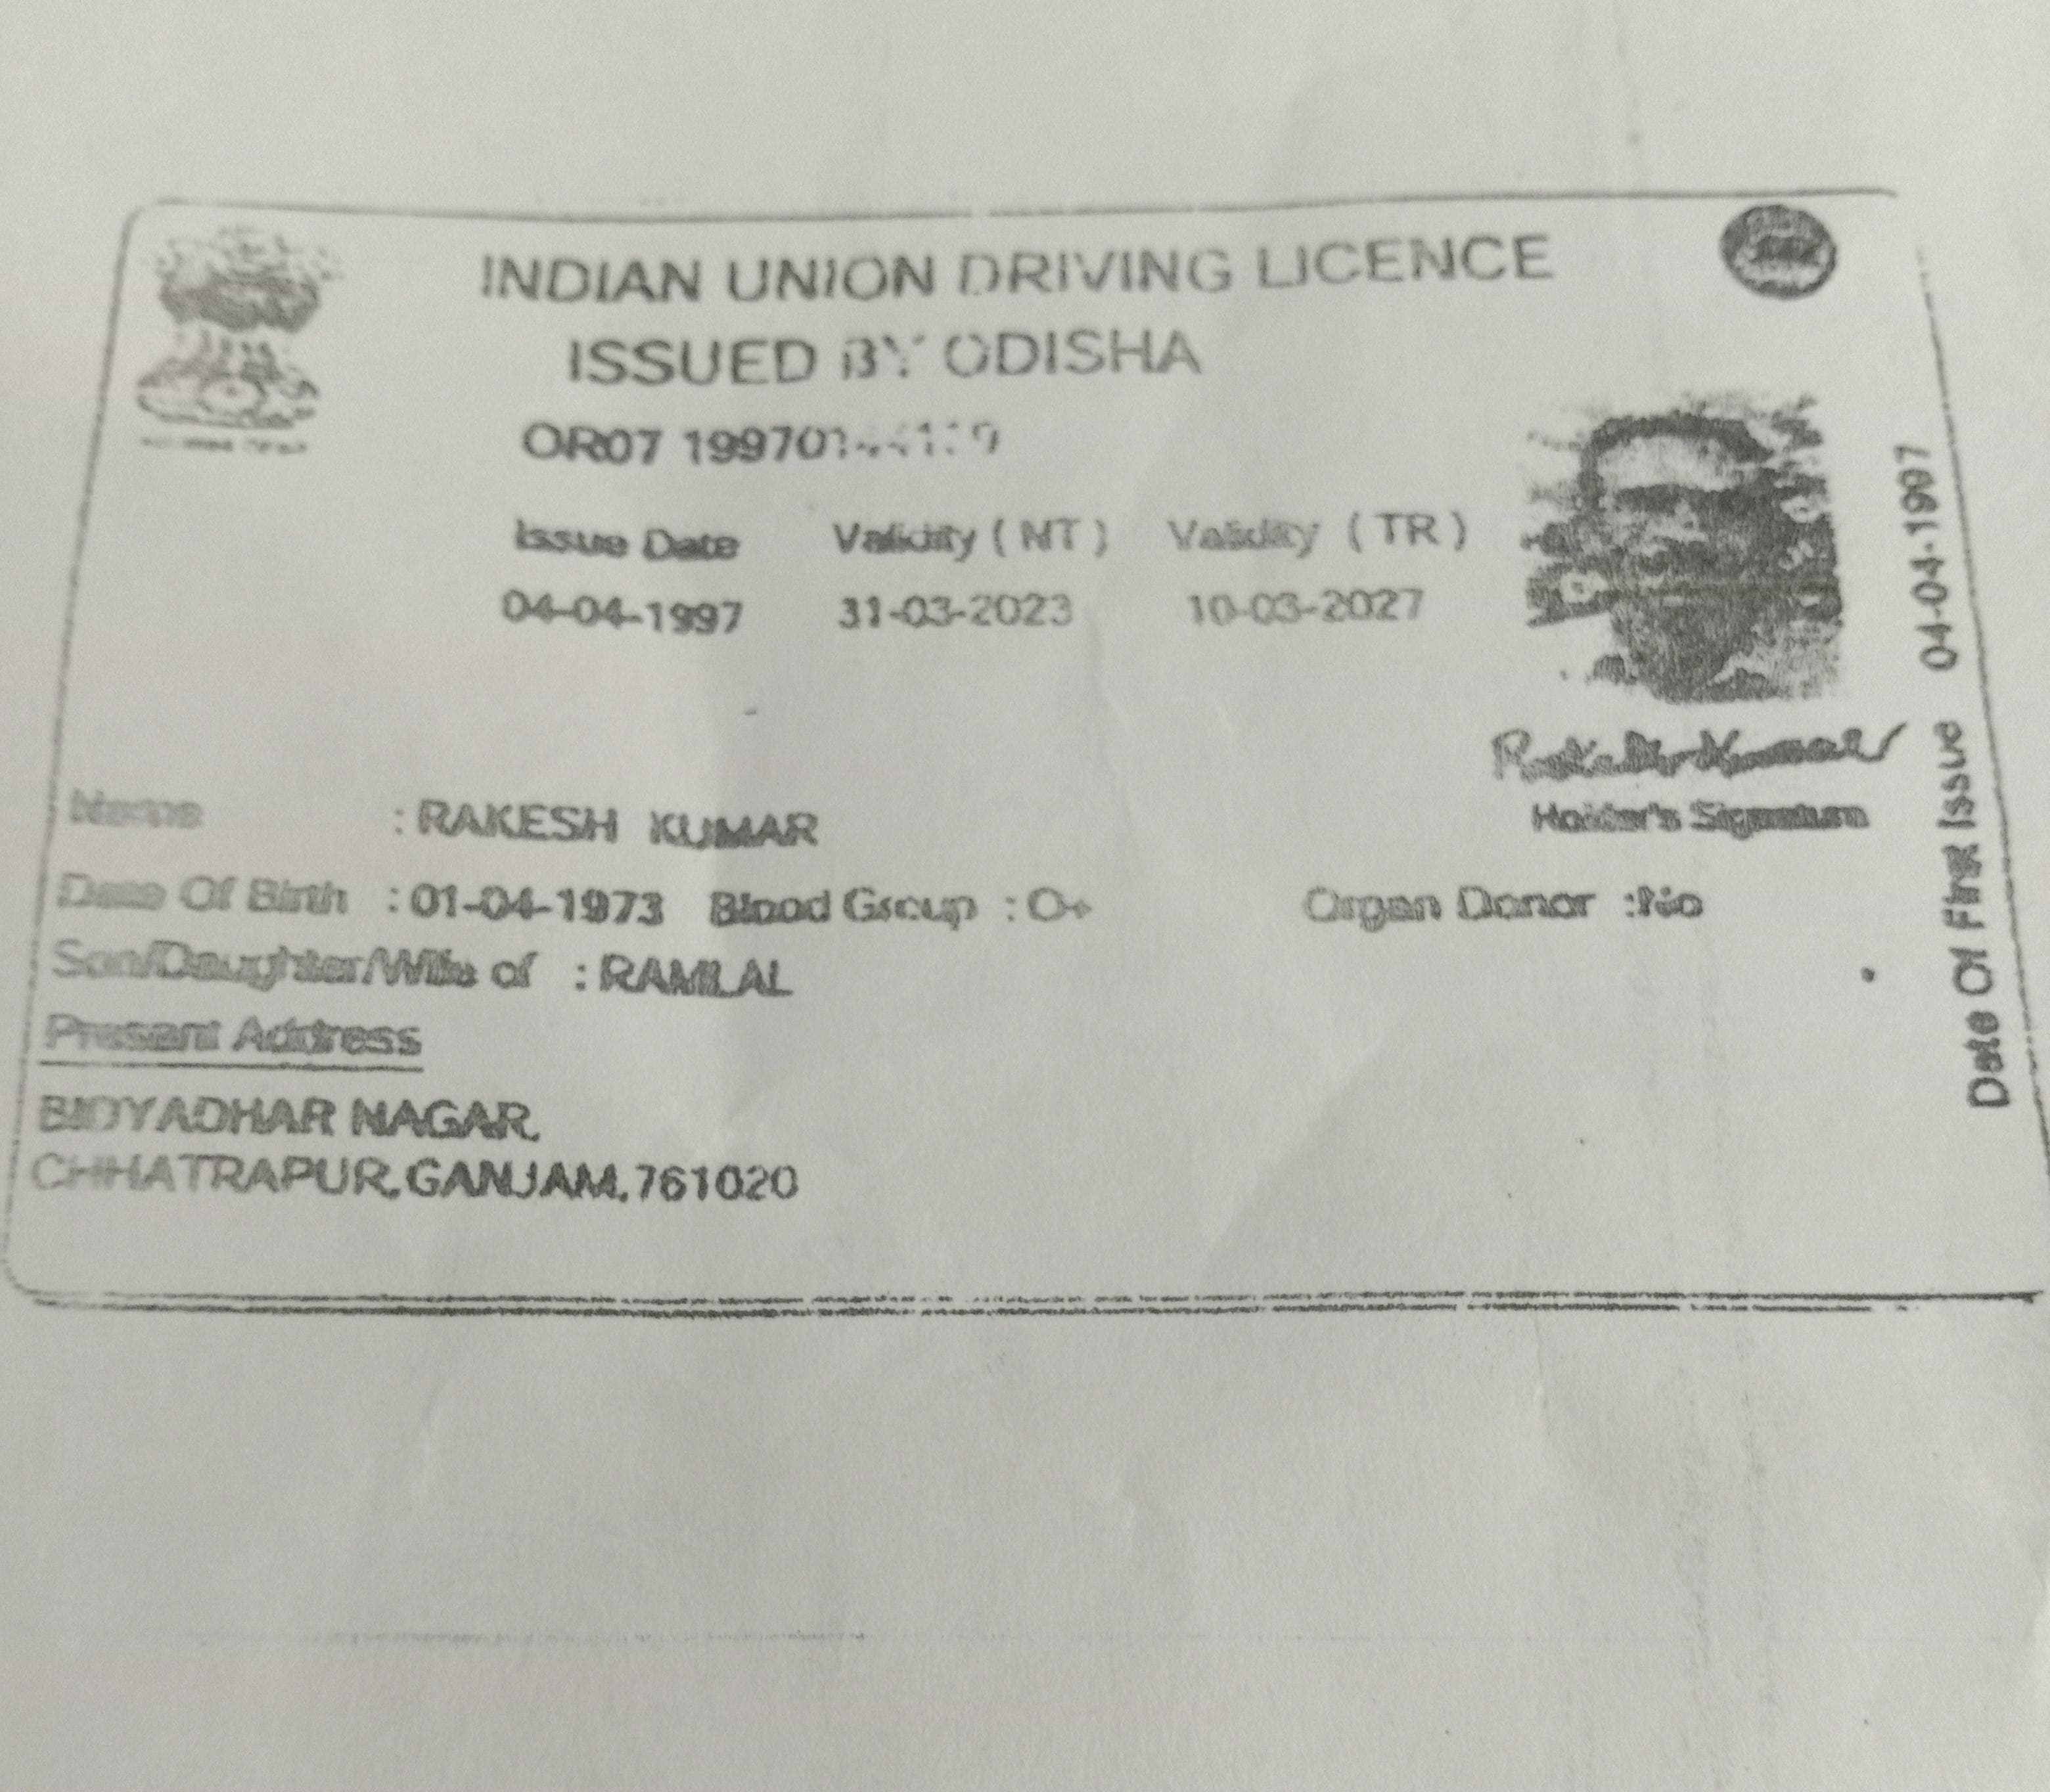 INDIAN UNION DRIVING LICENCE
ISSUED BY ODISHA
OR07
Issue Date Validity ( NT ) Validity ( TR )
04-04-1997 31-03-2023 10-03-2027
Rakesh Kumar
Holder's Signature
Name : RAKESH KUMAR
Date Of Birth : 01-04-1973 Blood Group : O+ Organ Donor :No
Son/Daughter/Wife of : RAMLAL
Present Address
BIDYADHAR NAGAR,
CHHATRAPUR,GANJAM,761020
Date Of First Issue 04-04-1997